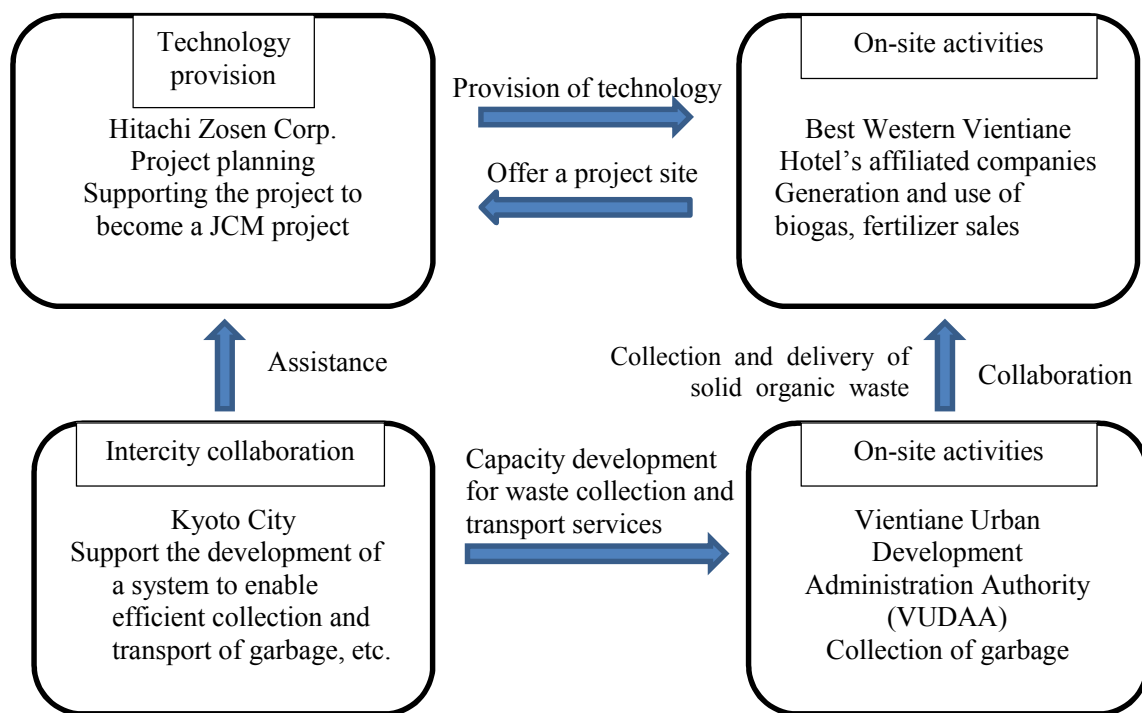 Technology
provision
Hitachi Zosen Corp.
Project planning
Supporting the project to
become a JCM project
Provision of technology
Offer a project site
On-site activities
Best Western Vientiane
Hotel's affiliated companies
Generation and use of
biogas, fertilizer sales
Assistance
Collection and delivery of
solid organic waste
Collaboration
Intercity collaboration
Kyoto City
Support the development of
a system to enable
efficient collection and
transport of garbage, etc.
Capacity development
for waste collection and
transport services
On-site activities
Vientiane Urban
Development
Administration Authority
(VUDAA)
Collection of garbage